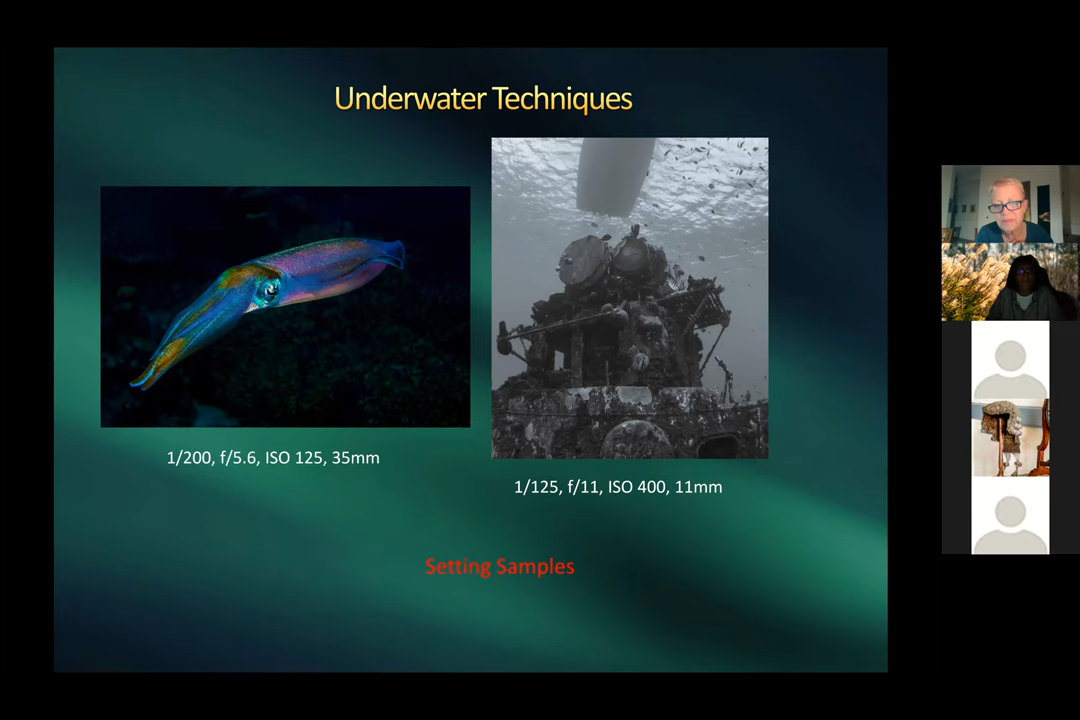 Underwater Techniques
1/200, f/5.6, ISO 125, 35mm
1/125, f/11, ISO 400, 11mm
Setting Samples